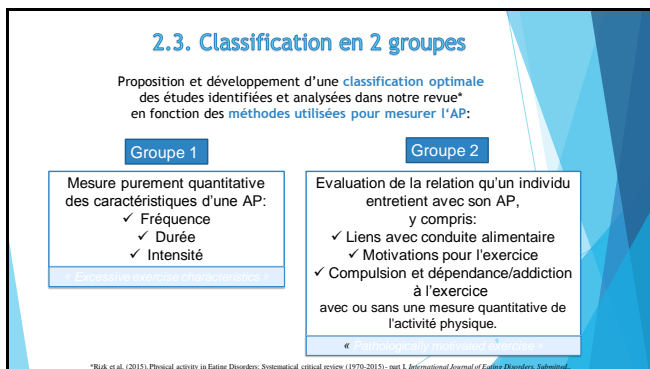 2.3. Classification en 2 groupes
Proposition et développement d'une classification optimale
des études identifiées et analysées dans notre revue*
en fonction des méthodes utilisées pour mesurer l'AP:
Groupe 1
Mesure purement quantitative
des caractéristiques d'une AP:
✓ Fréquence
✓ Durée
✓ Intensité
« Excessive exercise characteristics »
Groupe 2
Evaluation de la relation qu'un individu
entretient avec son AP,
y compris:
✓ Liens avec conduite alimentaire
✓ Motivations pour l'exercice
✓ Compulsion et dépendance/addiction
à l'exercice
avec ou sans une mesure quantitative de
l'activité physique.
« Pathologically motivated exercise »
*Rizk et al. (2015). Physical activity in Eating Disorders: Systematical critical review (1970-2015)- part I. International Journal of Eating Disorders. Submitted.